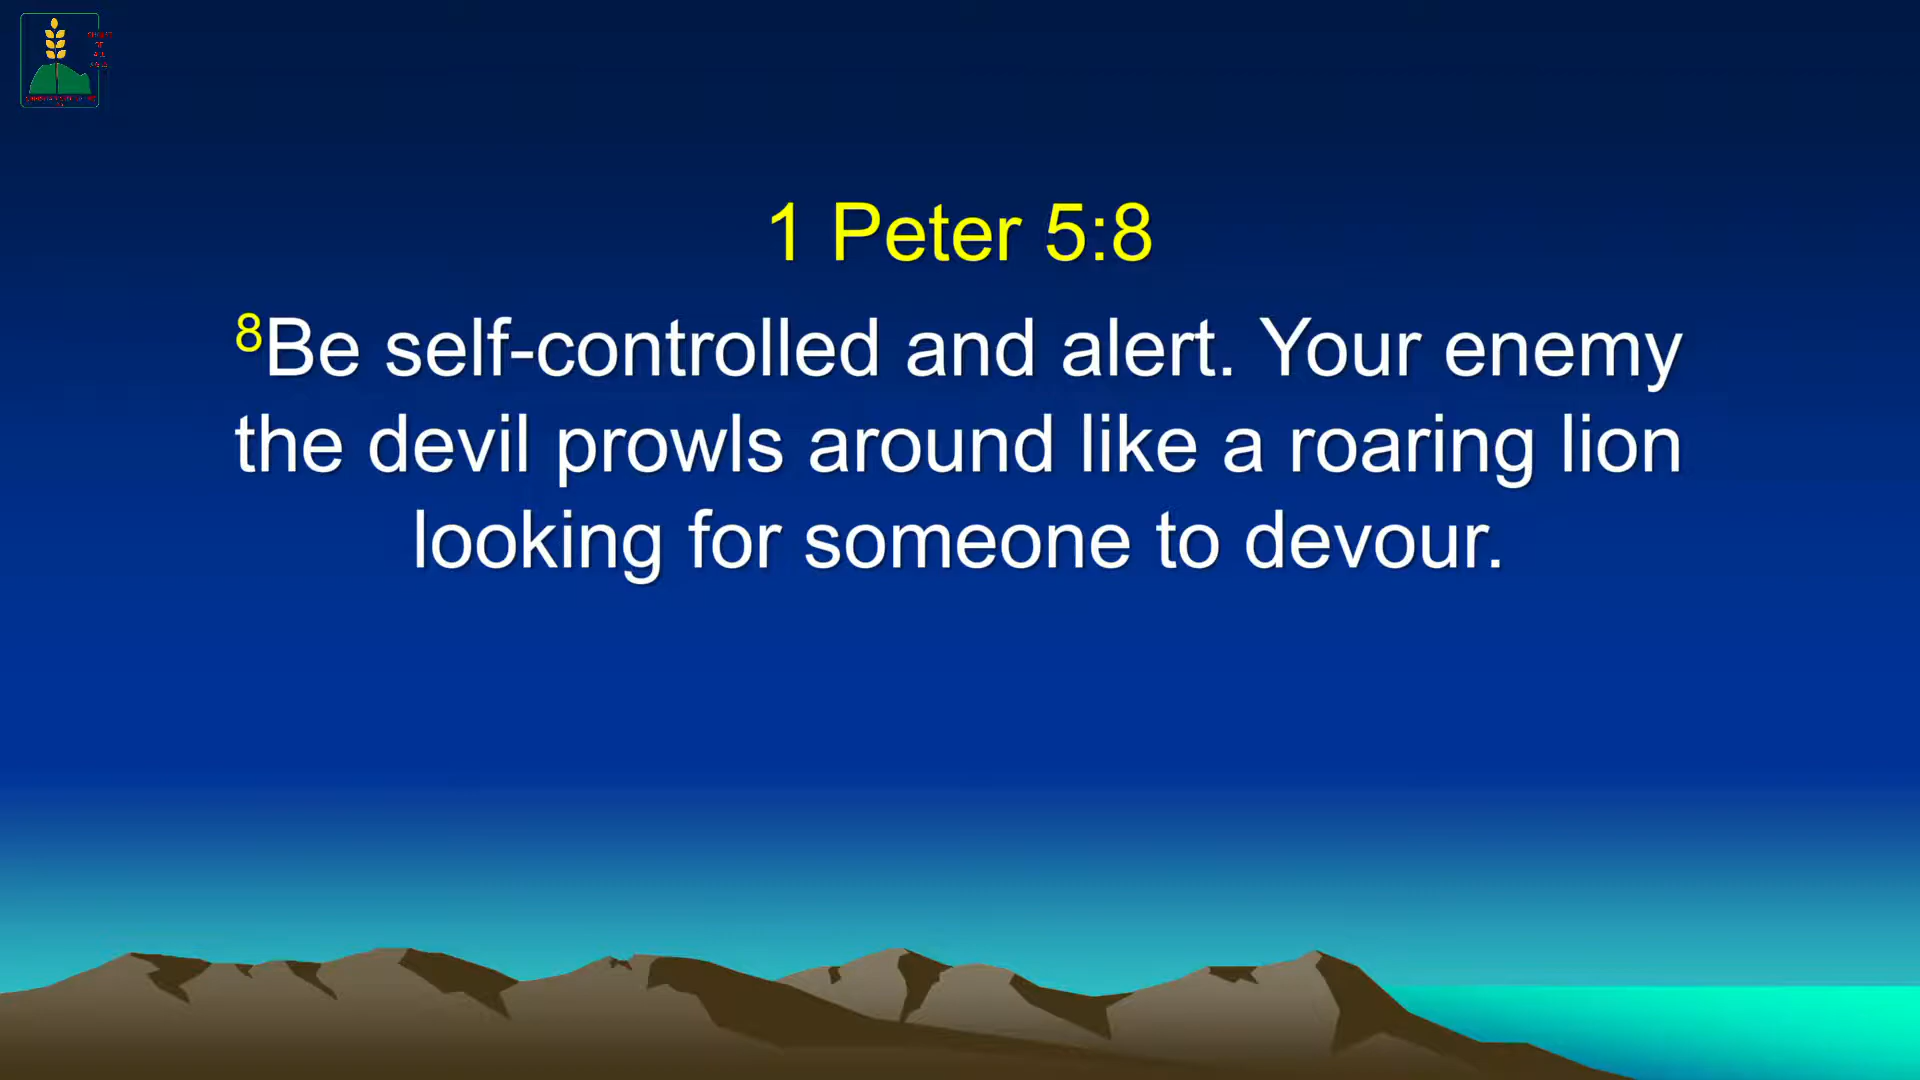 1 Peter 5:8
8Be self-controlled and alert. Your enemy
the devil prowls around like a roaring lion
looking for someone to devour.